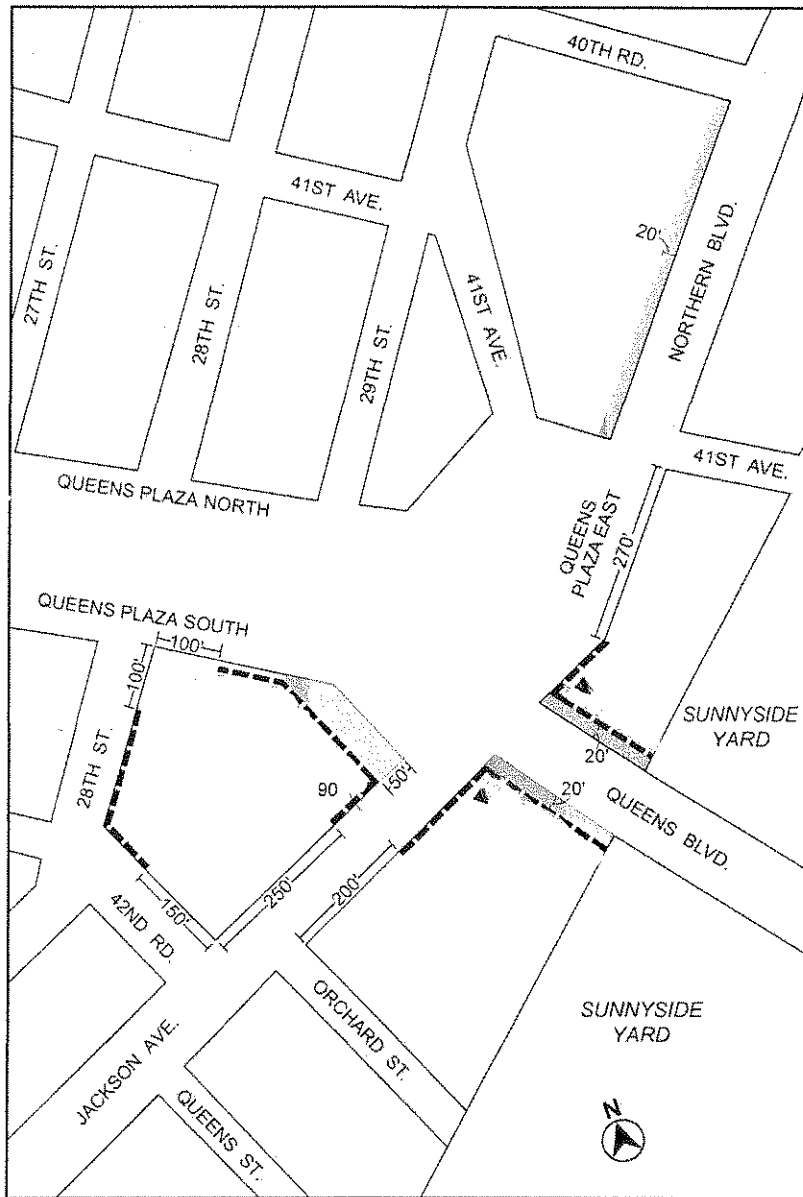 40TH RD.
41ST AVE.
20'
27TH ST.
28TH ST.
29TH ST.
41ST AVE.
NORTHERN BLVD.
41ST AVE.
QUEENS PLAZA NORTH
QUEENS
PLAZA EAST
270'
QUEENS PLAZA SOUTH
100'
100'
28TH ST.
SUNNYSIDE
YARD
20'
90
50'
20'
QUEENS BLVD.
150'
250'
200'
42ND RD.
ORCHARD ST.
SUNNYSIDE
YARD
JACKSON AVE.
QUEENS ST.
N